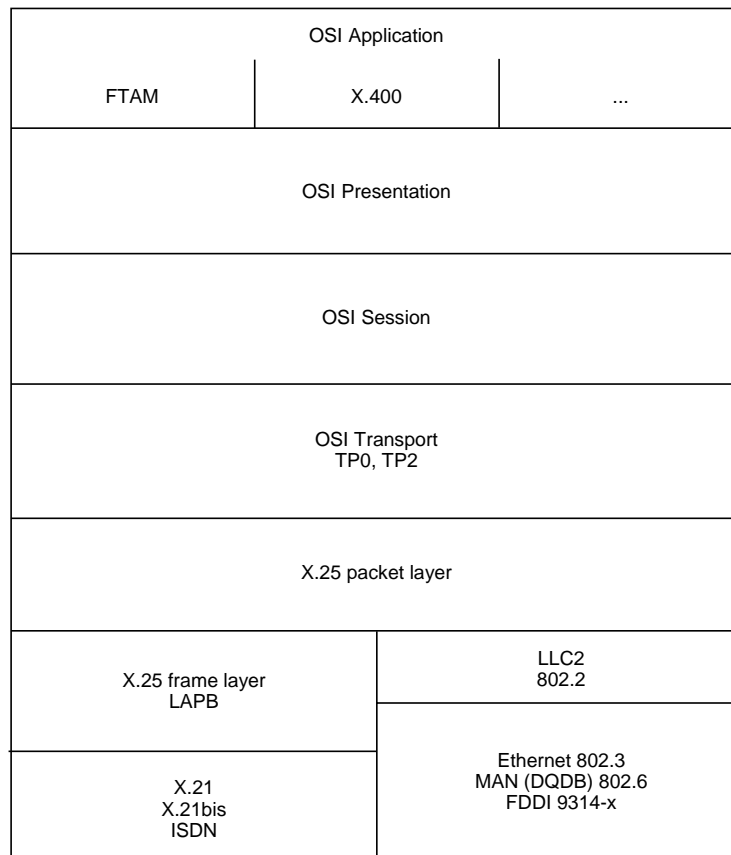 OSI Application
FTAM
X.400
...
OSI Presentation
OSI Session
OSI Transport
TP0, TP2
X.25 packet layer
X.25 frame layer
LAPB
LLC2
802.2
X.21
X.21bis
ISDN
Ethernet 802.3
MAN (DQDB) 802.6
FDDI 9314-x